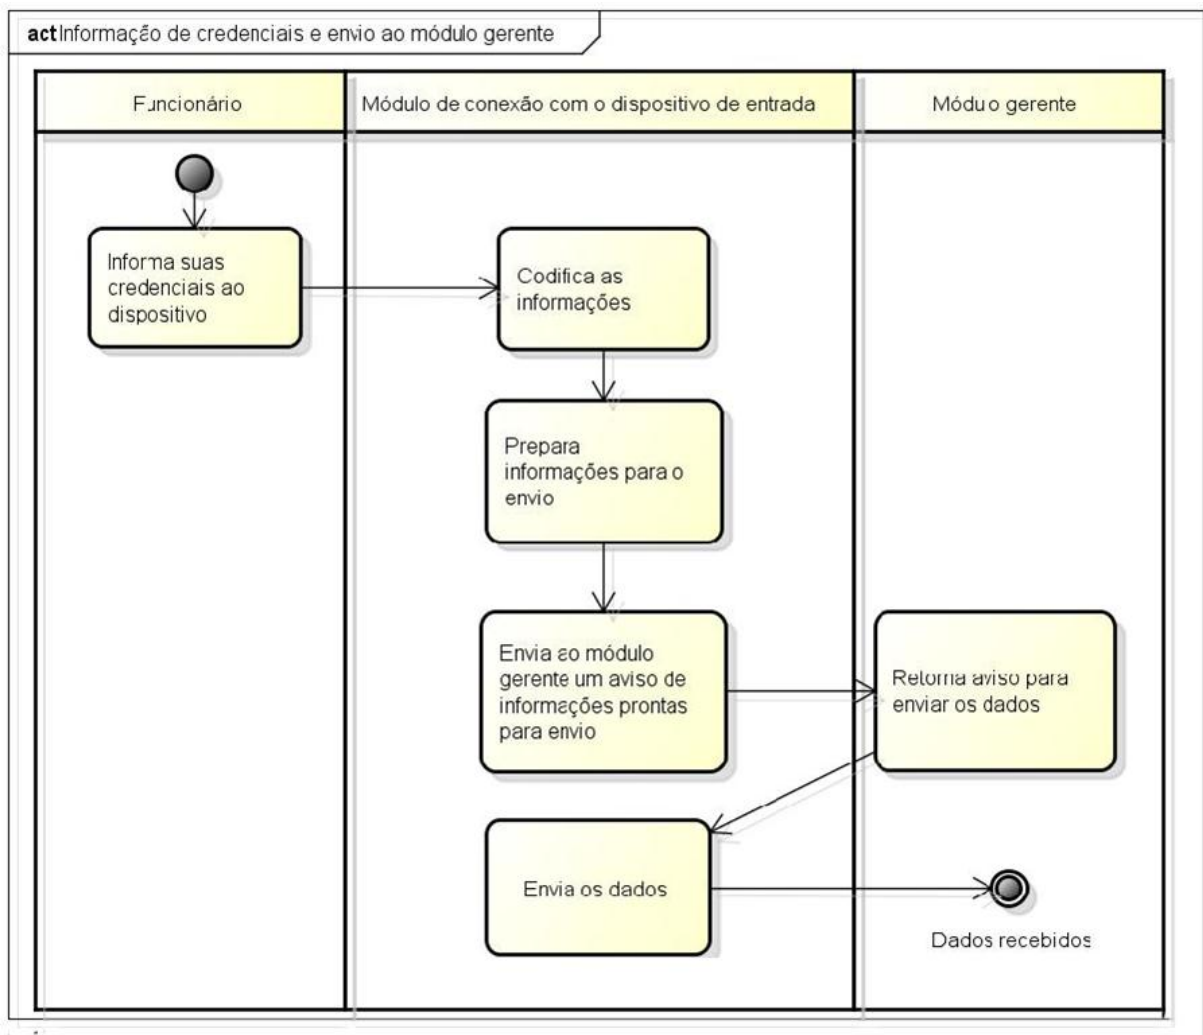 act Informação de credenciais e envio ao módulo gerente
Funcionário
Módulo de conexão com o dispositivo de entrada
Módulo gerente
Informa suas
credenciais ao
dispositivo
Codifica as
informações
Prepara
informações para o
envio
Envia ao módulo
gerente um aviso de
informações prontas
para envio
Retorna aviso para
enviar os dados
Envia os dados
Dados recebidos